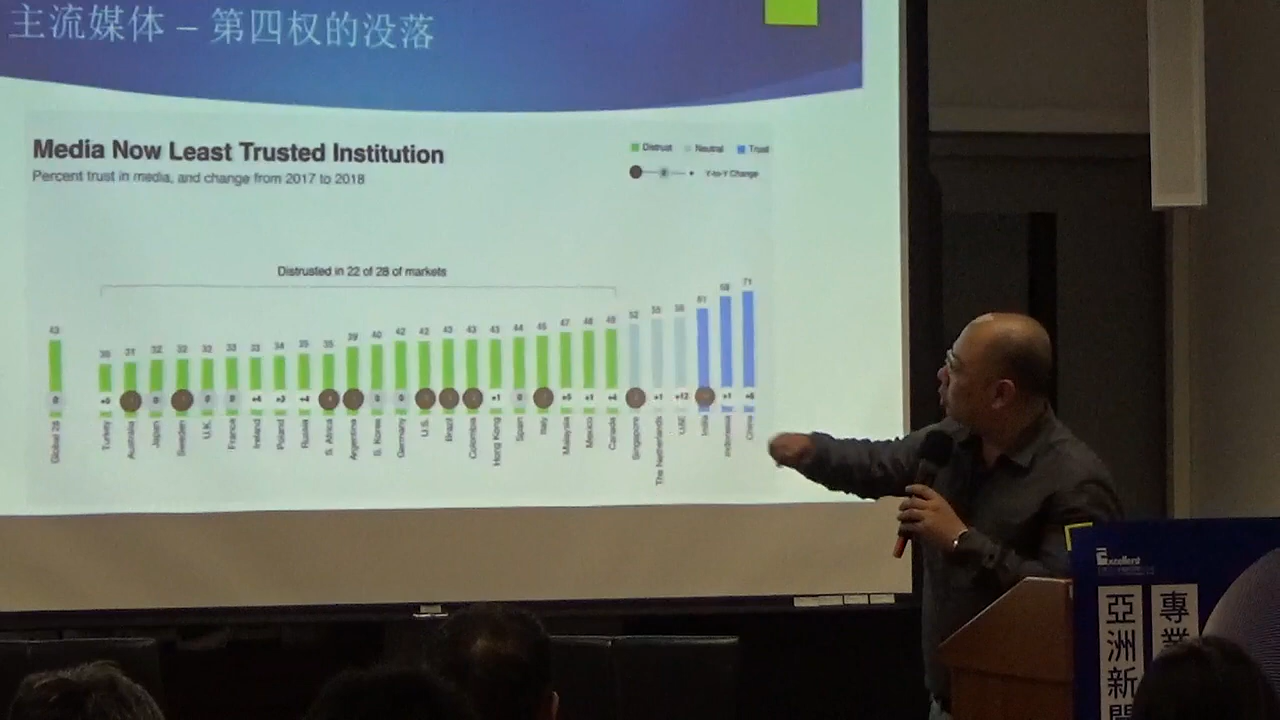 主流媒体 – 第四权的没落
Media Now Least Trusted Institution
Percent trust in media, and change from 2017 to 2018
Distrust Neutral Trust
Y-to-Y Change
Distrusted in 22 of 28 of markets
43 30 31 32 32 32 33 33 34 35 35 39 40 42 42 43 43 43 44 45 47 48 49 52 55 56 61 68 71
Global 28 Turkey Australia Japan Sweden U.K. France Ireland Poland Russia S. Africa Argentina S. Korea Germany U.S. Brazil Colombia Hong Kong Spain Italy Malaysia Mexico Canada Singapore The Netherlands UAE India Indonesia China
Excellent
專業
亞洲新聞